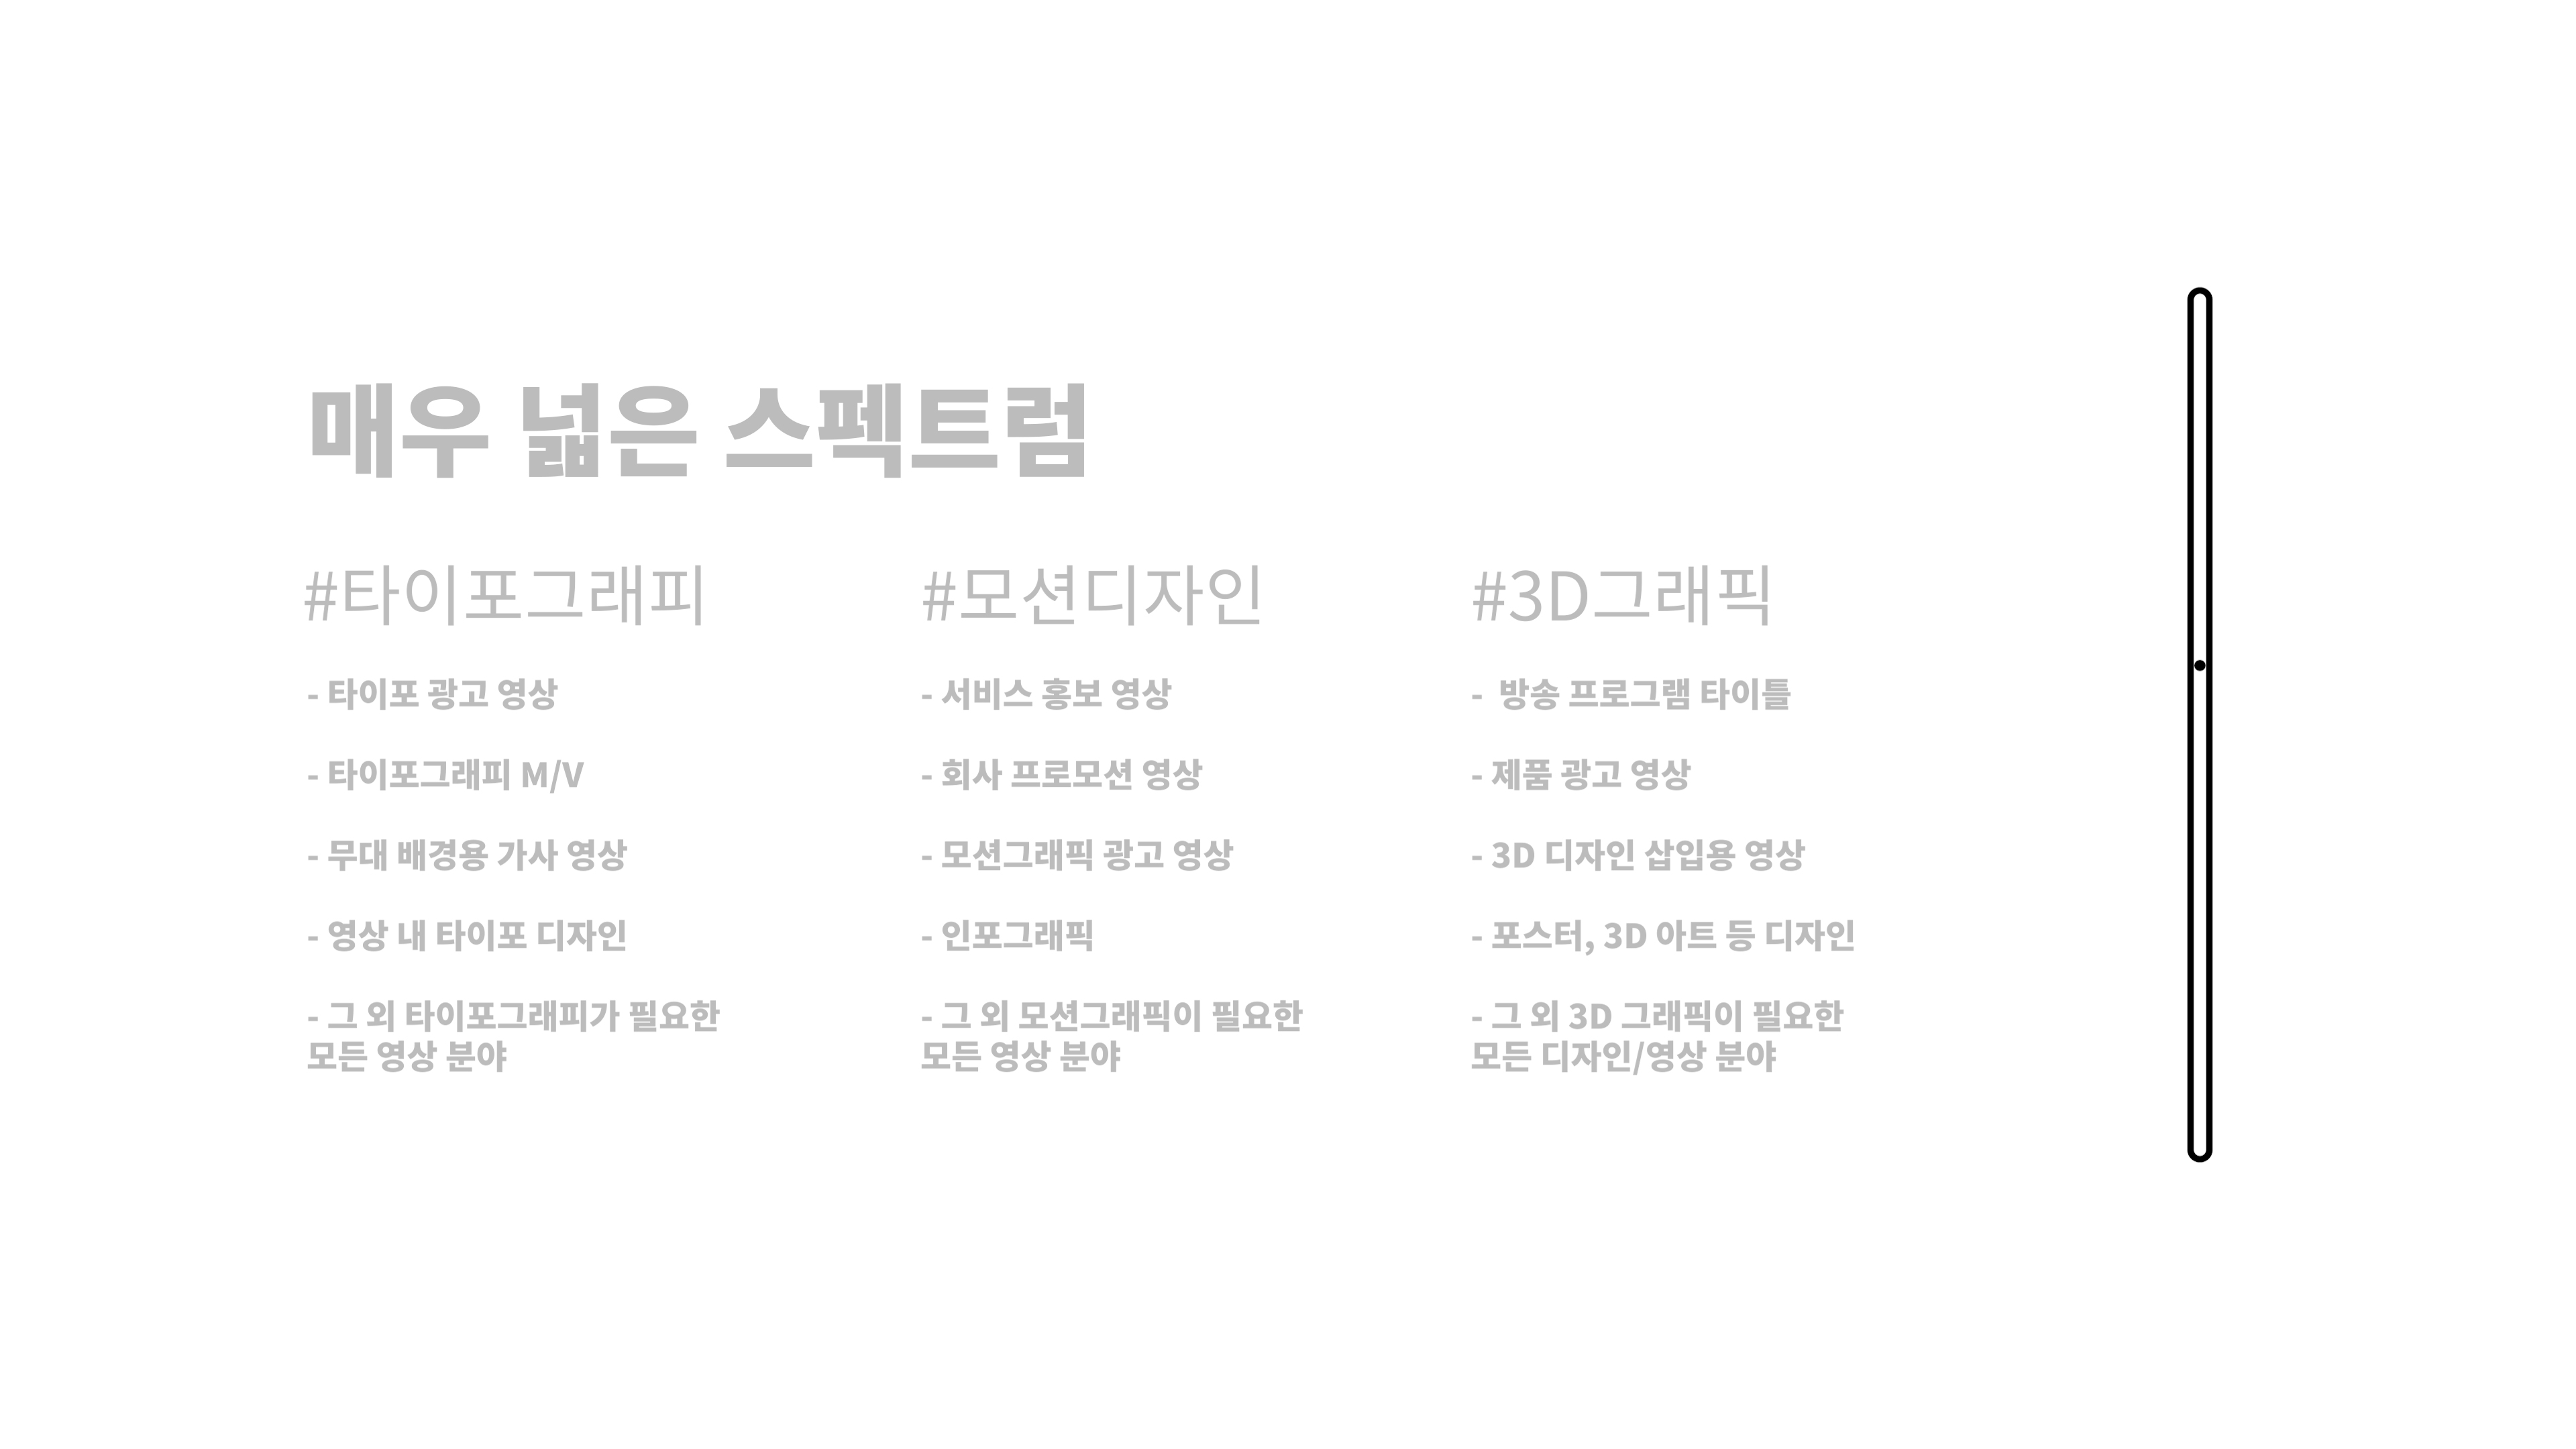 매우 넓은 스펙트럼
#타이포그래피
- 타이포 광고 영상
- 타이포그래피 M/V
- 무대 배경용 가사 영상
- 영상 내 타이포 디자인
- 그 외 타이포그래피가 필요한
모든 영상 분야
#모션디자인
- 서비스 홍보 영상
- 회사 프로모션 영상
- 모션그래픽 광고 영상
- 인포그래픽
- 그 외 모션그래픽이 필요한
모든 영상 분야
#3D그래픽
- 방송 프로그램 타이틀
- 제품 광고 영상
- 3D 디자인 삽입용 영상
- 포스터, 3D 아트 등 디자인
- 그 외 3D 그래픽이 필요한
모든 디자인/영상 분야